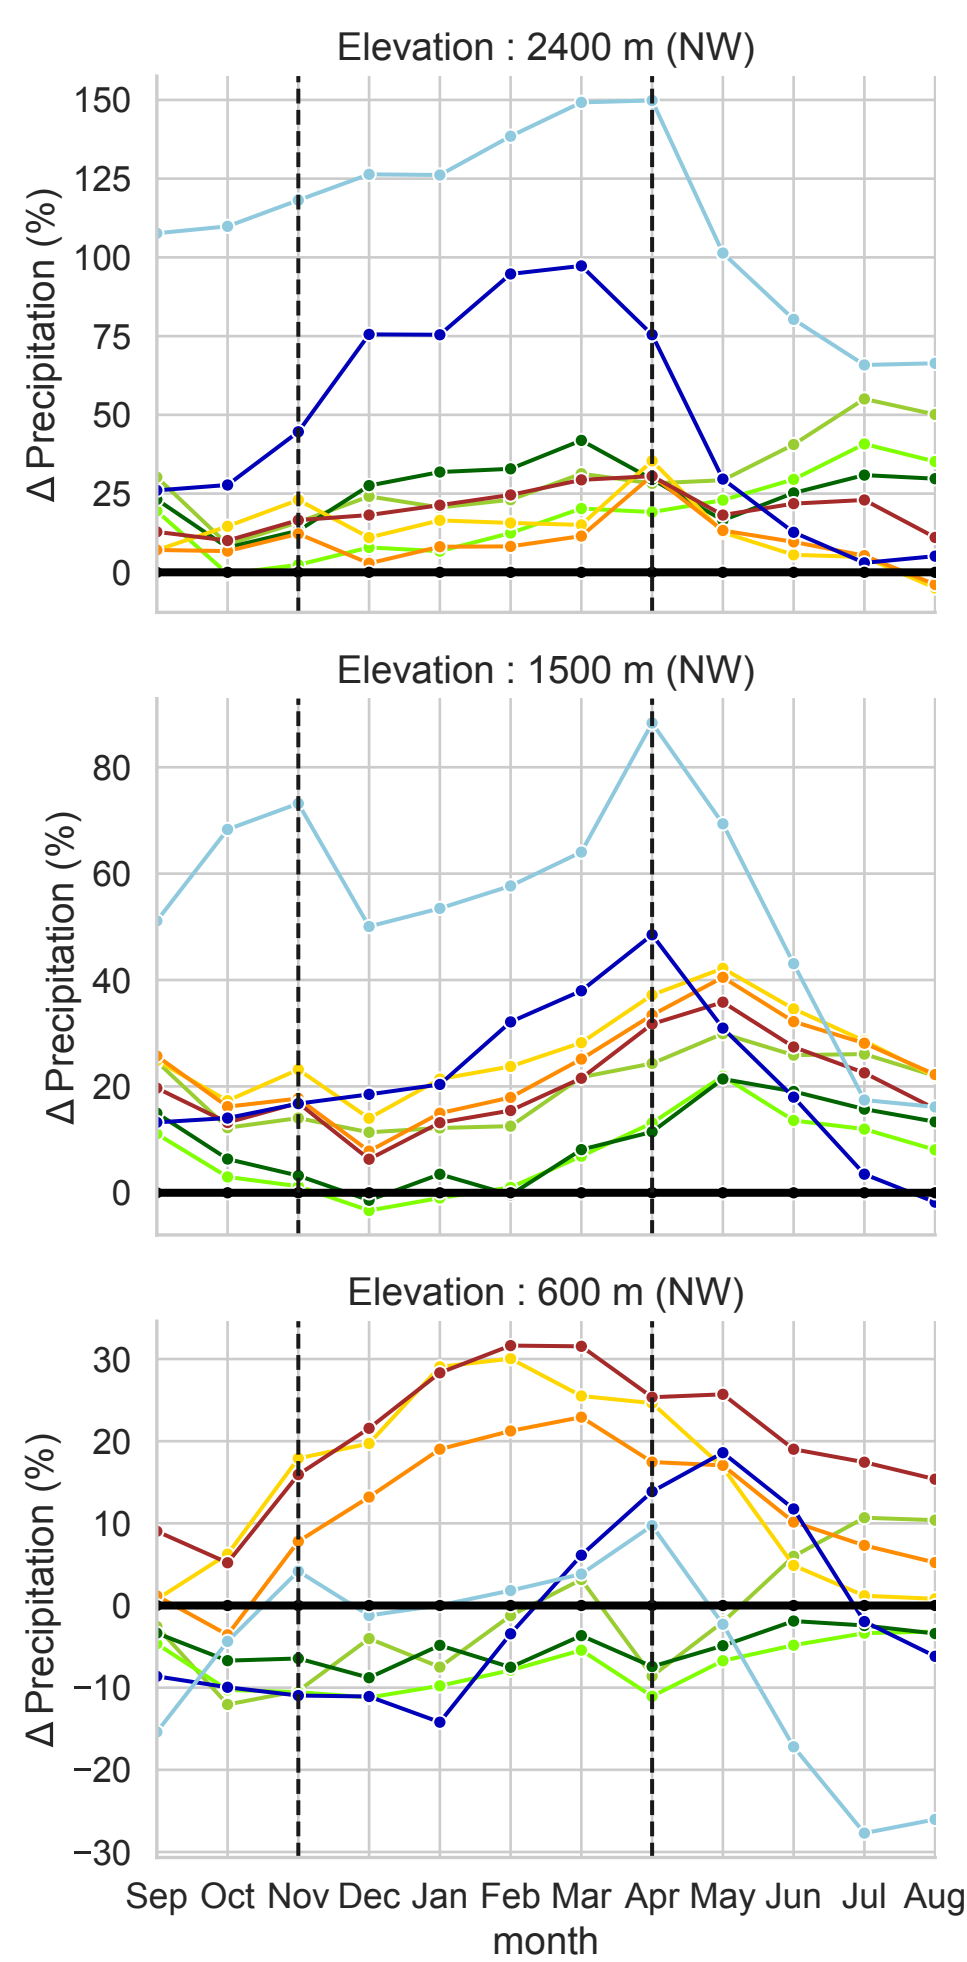 Elevation : 2400 m (NW)
150
125
100
75
50
25
0
Δ Precipitation (%)
Elevation : 1500 m (NW)
80
60
40
20
0
Δ Precipitation (%)
Elevation : 600 m (NW)
30
20
10
0
−10
−20
−30
Δ Precipitation (%)
Sep Oct Nov Dec Jan Feb Mar Apr May Jun Jul Aug
month